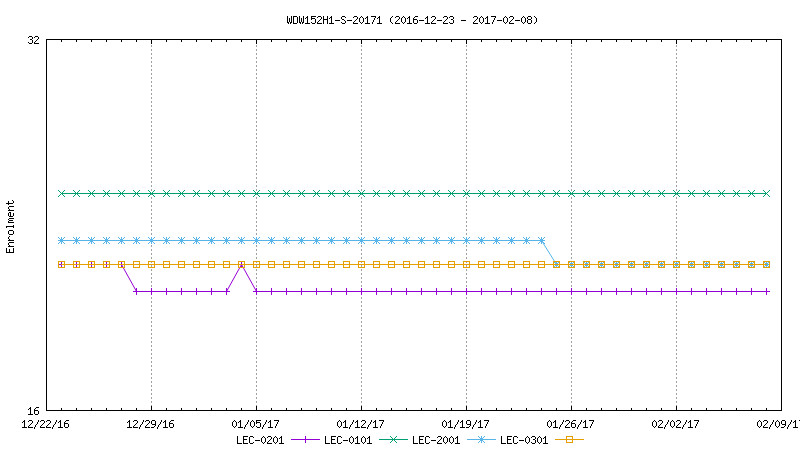 WDW152H1-S-20171 (2016-12-23 - 2017-02-08)
32
Enrolment
16
12/22/16 12/29/16 01/05/17 01/12/17 01/19/17 01/26/17 02/02/17 02/09/1
LEC-0201 LEC-0101 LEC-2001 LEC-0301